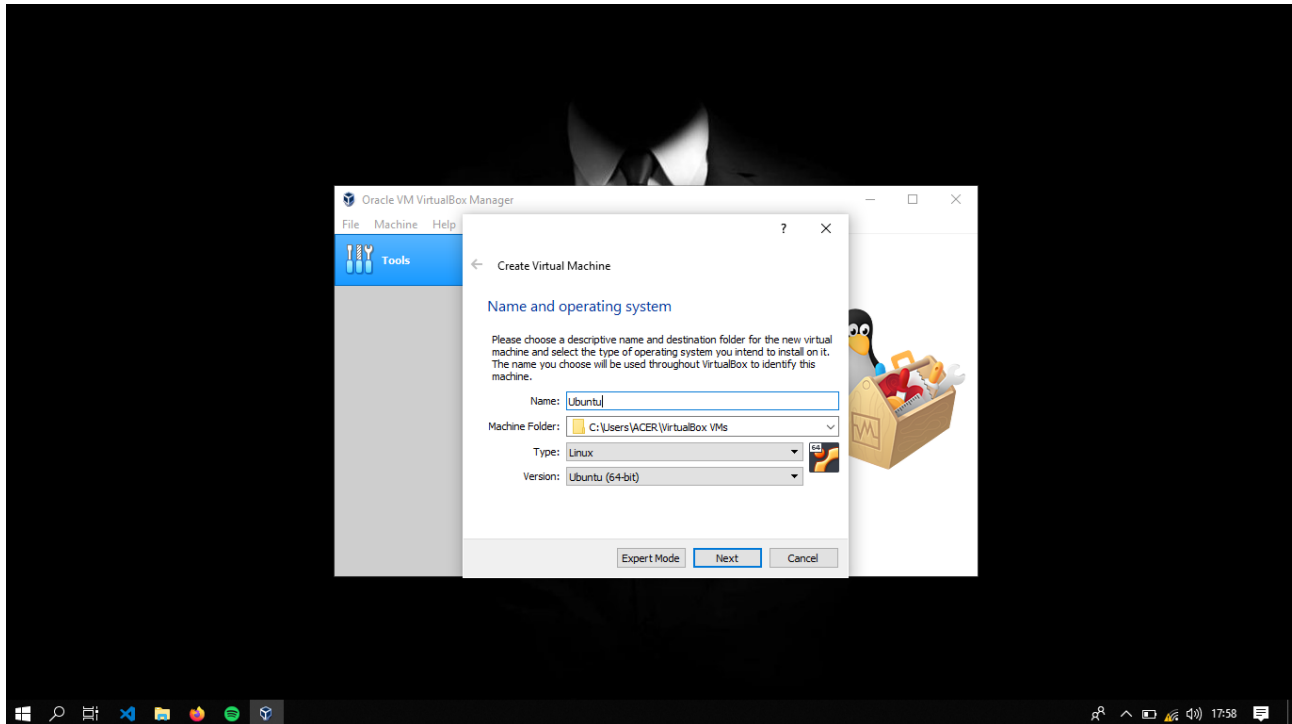 Oracle VM VirtualBox Manager
File Machine Help
Tools
? 
Create Virtual Machine
Name and operating system
Please choose a descriptive name and destination folder for the new virtual
machine and select the type of operating system you intend to install on it.
The name you choose will be used throughout VirtualBox to identify this
machine.
Name: Ubuntu
Machine Folder: C:\Users\ACER\VirtualBox VMs
Type: Linux
64
Version: Ubuntu (64-bit)
Expert Mode Next Cancel
17:58